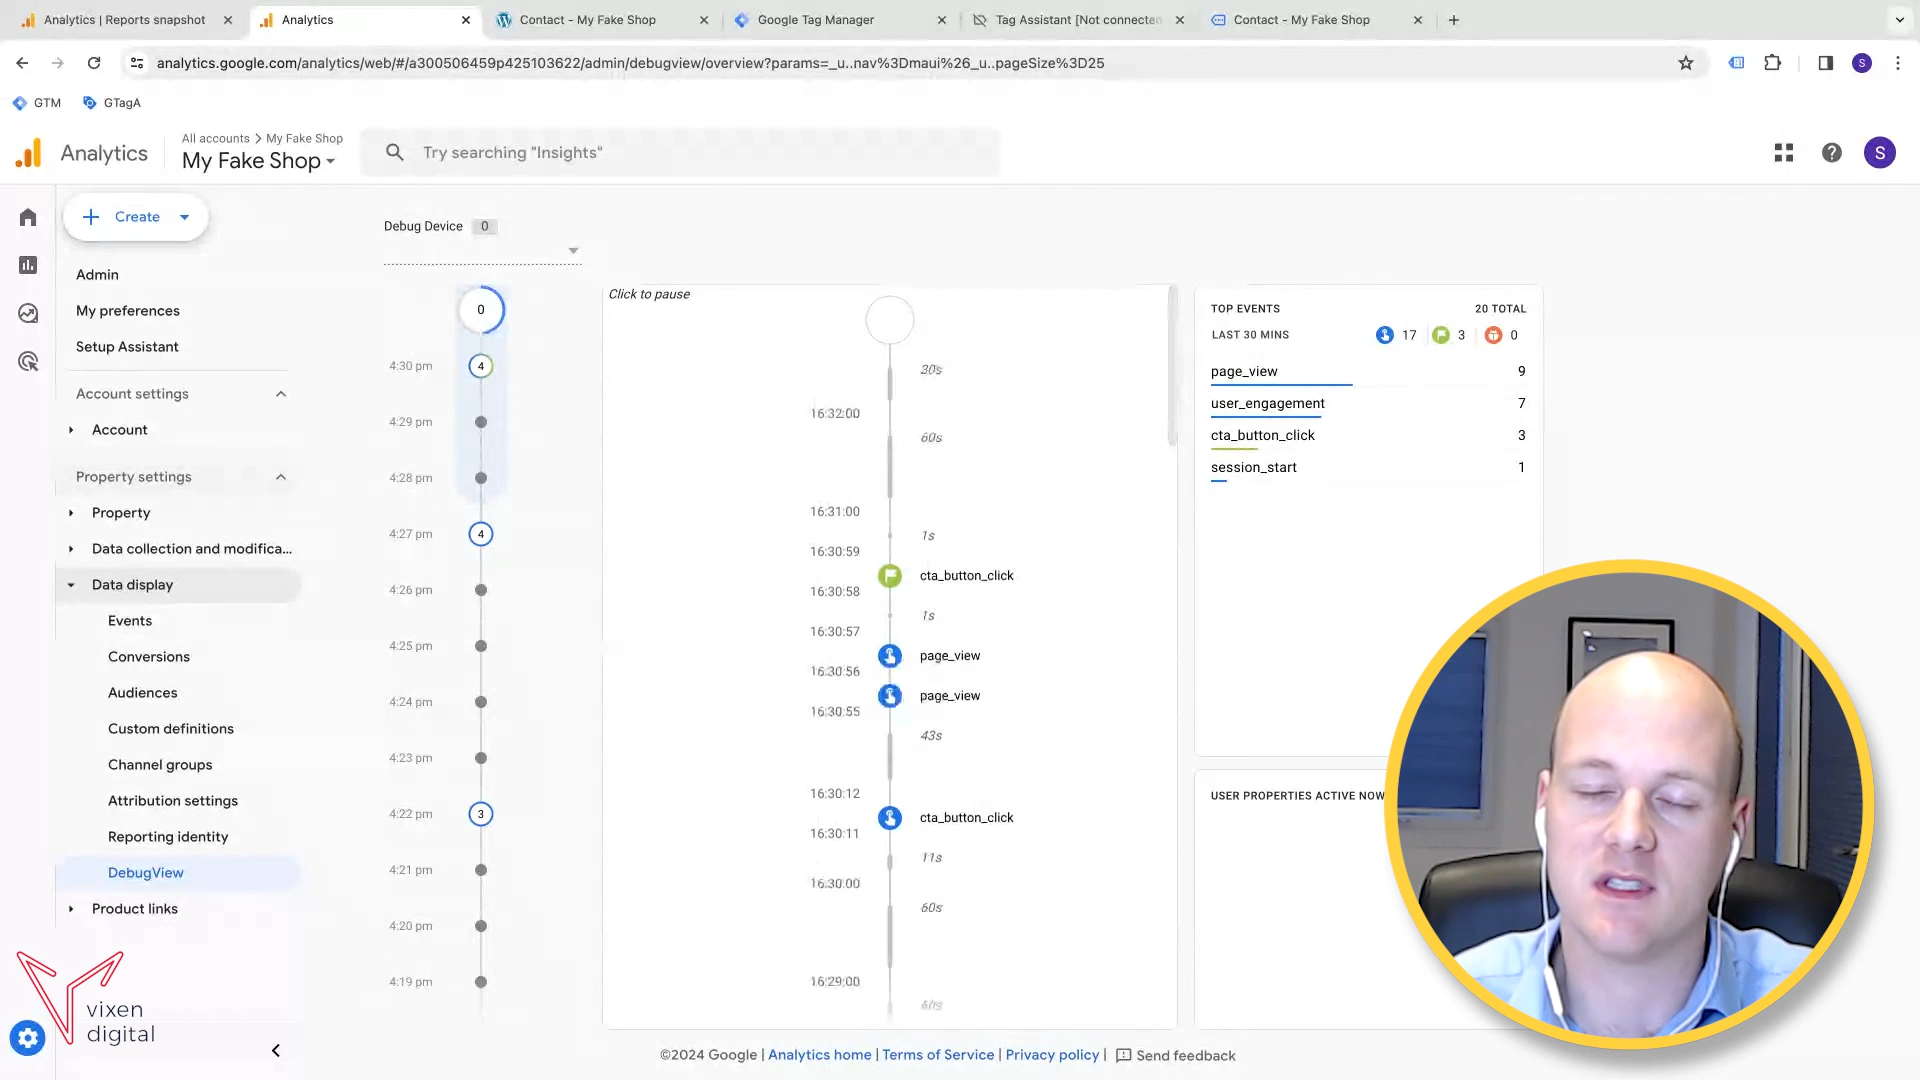 Analytics | Reports snapshot
Analytics
Contact - My Fake Shop
Google Tag Manager
Tag Assistant [Not connected
Contact - My Fake Shop
analytics.google.com/analytics/web/#/a300506459p425103622/admin/debugview/overview?params=_u..nav%3Dmaui%26_u..pageSize%3D25
S
GTM
GTagA
Analytics
All accounts > My Fake Shop
My Fake Shop
Try searching "Insights"
S
Create
Admin
My preferences
Setup Assistant
Account settings
Account
Property settings
Property
Data collection and modifica...
Data display
Events
Conversions
Audiences
Custom definitions
Channel groups
Attribution settings
Reporting identity
DebugView
Product links
vixen
digital
Debug Device 0
0
4:30 pm 4
4:29 pm
4:28 pm
4:27 pm 4
4:26 pm
4:25 pm
4:24 pm
4:23 pm
4:22 pm 3
4:21 pm
4:20 pm
4:19 pm
Click to pause
30s
16:32:00
60s
16:31:00
1s
16:30:59
cta_button_click
16:30:58
1s
16:30:57
page_view
16:30:56
page_view
16:30:55
43s
16:30:12
cta_button_click
16:30:11
11s
16:30:00
60s
16:29:00
60s
TOP EVENTS 20 TOTAL
LAST 30 MINS 17 3 0
page_view 9
user_engagement 7
cta_button_click 3
session_start 1
USER PROPERTIES ACTIVE NOW
©2024 Google | Analytics home | Terms of Service | Privacy policy | Send feedback